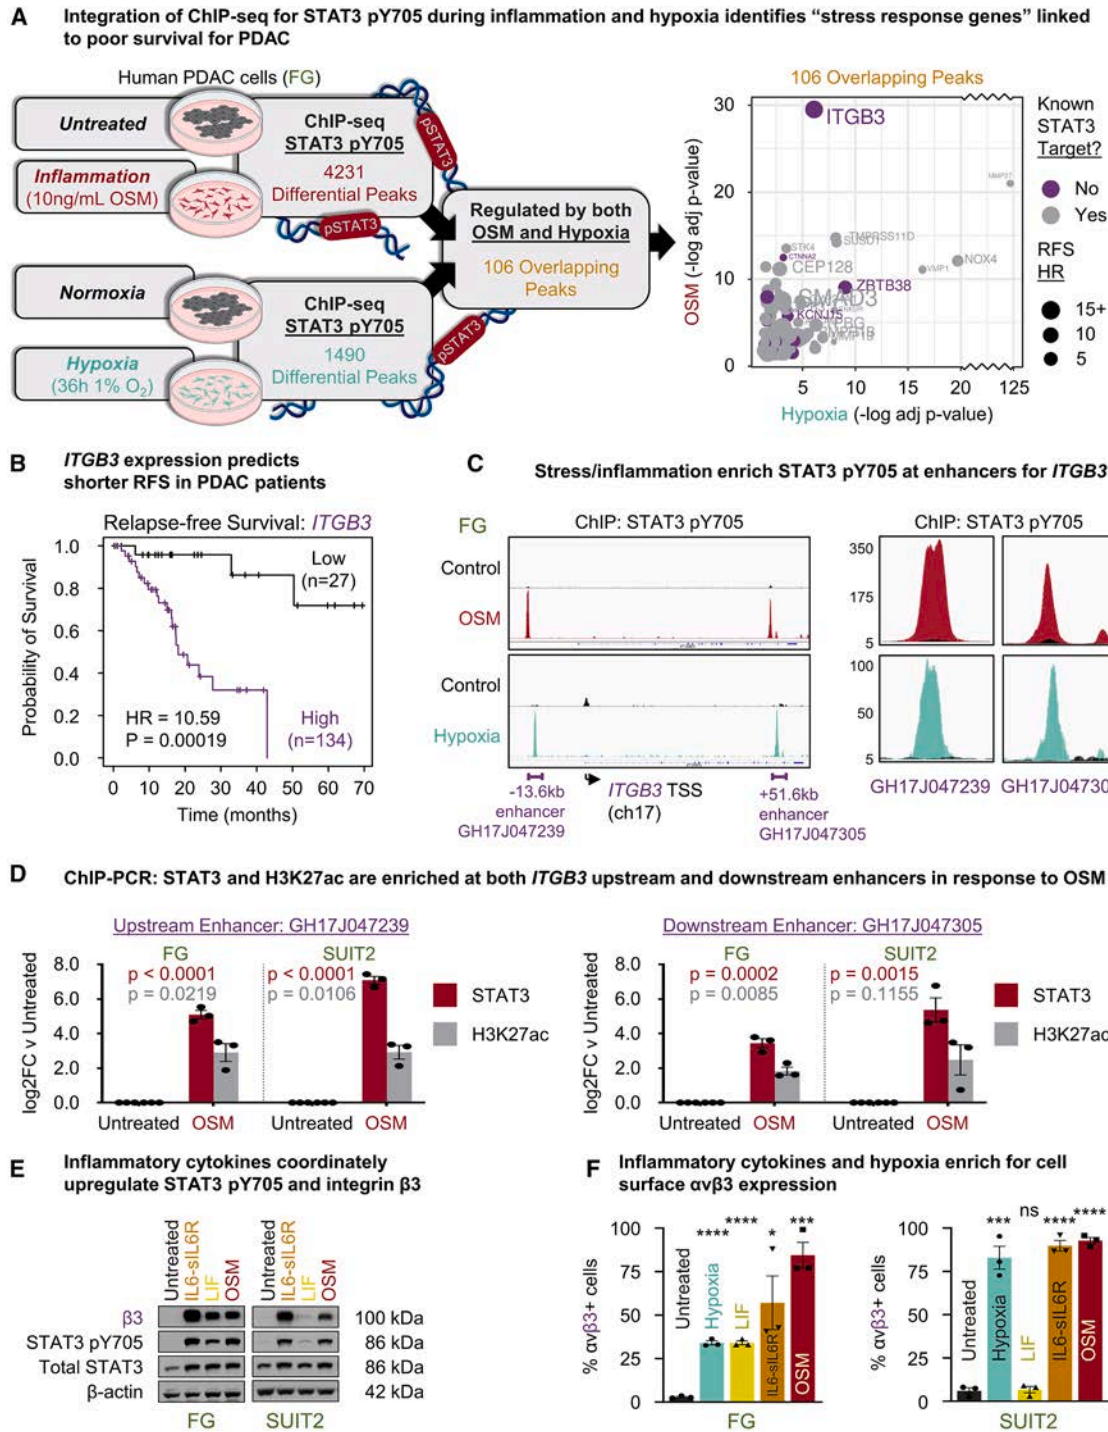 A Integration of ChIP-seq for STAT3 pY705 during inflammation and hypoxia identifies “stress response genes” linked
to poor survival for PDAC
Human PDAC cells (FG)
Untreated
Inflammation
(10ng/mL OSM)
ChIP-seq
STAT3 pY705
4231
Differential Peaks
pSTAT3
pSTAT3
Normoxia
Hypoxia
(36h 1% O₂)
ChIP-seq
STAT3 pY705
1490
Differential Peaks
pSTAT3
Regulated by both
OSM and Hypoxia
106 Overlapping
Peaks
106 Overlapping Peaks
OSM (-log adj p-value)
30
20
10
0
ITGB3
MMP27
TMPRSS11D
SUSD1
STK4
CTNNA2
CEP128
VMP1
NOX4
ZBTB38
SMAD3
KCNJ15
5
10
15
20
125
Hypoxia (-log adj p-value)
Known
STAT3
Target?
No
Yes
RFS
HR
15+
10
5
B ITGB3 expression predicts
shorter RFS in PDAC patients
Relapse-free Survival: ITGB3
Probability of Survival
1.0
0.8
0.6
0.4
0.2
0.0
Low
(n=27)
High
(n=134)
HR = 10.59
P = 0.00019
0 10 20 30 40 50 60 70
Time (months)
C Stress/inflammation enrich STAT3 pY705 at enhancers for ITGB3
FG
ChIP: STAT3 pY705
Control
OSM
Control
Hypoxia
-13.6kb
enhancer
GH17J047239
ITGB3 TSS
(ch17)
+51.6kb
enhancer
GH17J047305
ChIP: STAT3 pY705
350
175
5
100
50
5
GH17J047239
GH17J04730
D ChIP-PCR: STAT3 and H3K27ac are enriched at both ITGB3 upstream and downstream enhancers in response to OSM
Upstream Enhancer: GH17J047239
FG
SUIT2
p < 0.0001
p = 0.0219
p < 0.0001
p = 0.0106
log2FC v Untreated
8.0
6.0
4.0
2.0
0.0
Untreated
OSM
Untreated
OSM
STAT3
H3K27ac
Downstream Enhancer: GH17J047305
FG
SUIT2
p = 0.0002
p = 0.0085
p = 0.0015
p = 0.1155
log2FC v Untreated
8.0
6.0
4.0
2.0
0.0
Untreated
OSM
Untreated
OSM
STAT3
H3K27ac
E Inflammatory cytokines coordinately
upregulate STAT3 pY705 and integrin β3
Untreated
IL6-sIL6R
LIF
OSM
Untreated
IL6-sIL6R
LIF
OSM
β3
100 kDa
STAT3 pY705
86 kDa
Total STAT3
86 kDa
β-actin
42 kDa
FG
SUIT2
F Inflammatory cytokines and hypoxia enrich for cell
surface αvβ3 expression
% αvβ3+ cells
100
75
50
25
0
Untreated
Hypoxia
LIF
IL6-sIL6R
OSM
****
****
*
***
FG
% αvβ3+ cells
100
75
50
25
0
Untreated
Hypoxia
LIF
IL6-sIL6R
OSM
***
ns
****
****
SUIT2